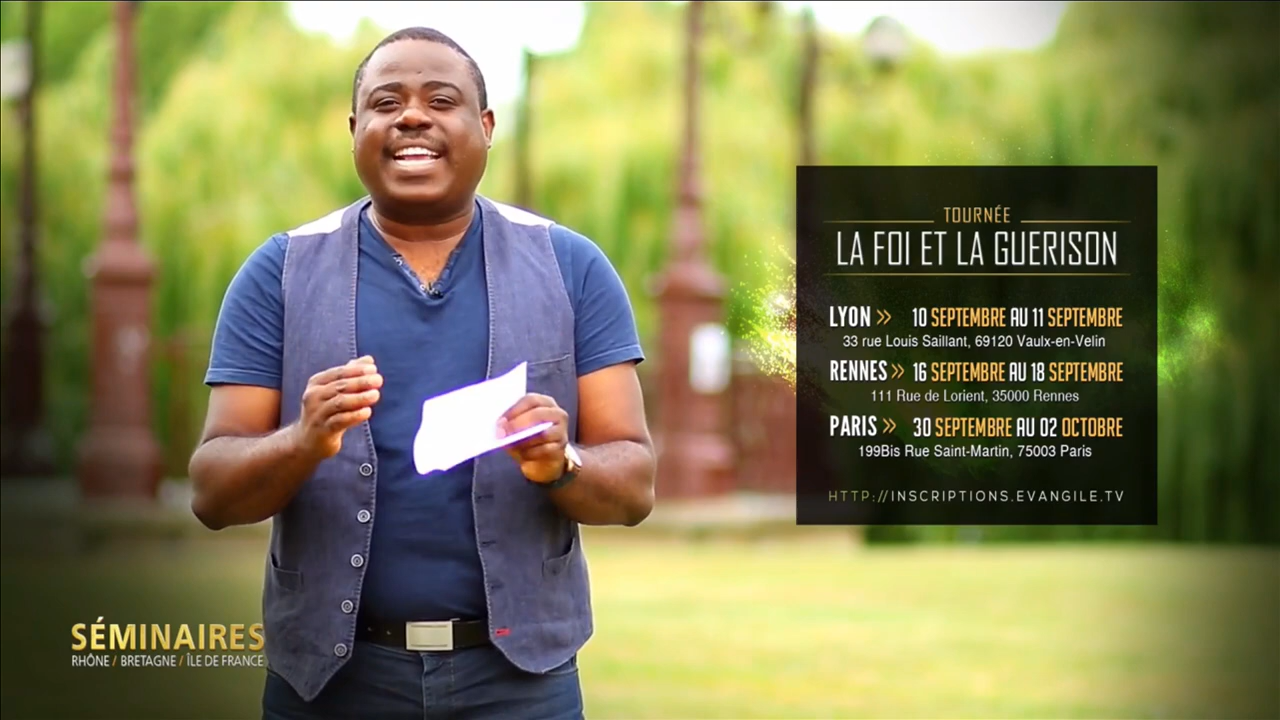 TOURNÉE
LA FOI ET LA GUERISON
LYON » 10 SEPTEMBRE AU 11 SEPTEMBRE
33 rue Louis Saillant, 69120 Vaulx-en-Velin
RENNES » 16 SEPTEMBRE AU 18 SEPTEMBRE
111 Rue de Lorient, 35000 Rennes
PARIS » 30 SEPTEMBRE AU 02 OCTOBRE
199Bis Rue Saint-Martin, 75003 Paris
HTTP://INSCRIPTIONS.EVANGILE.TV
SÉMINAIRES
RHÔNE / BRETAGNE / ÎLE DE FRANCE